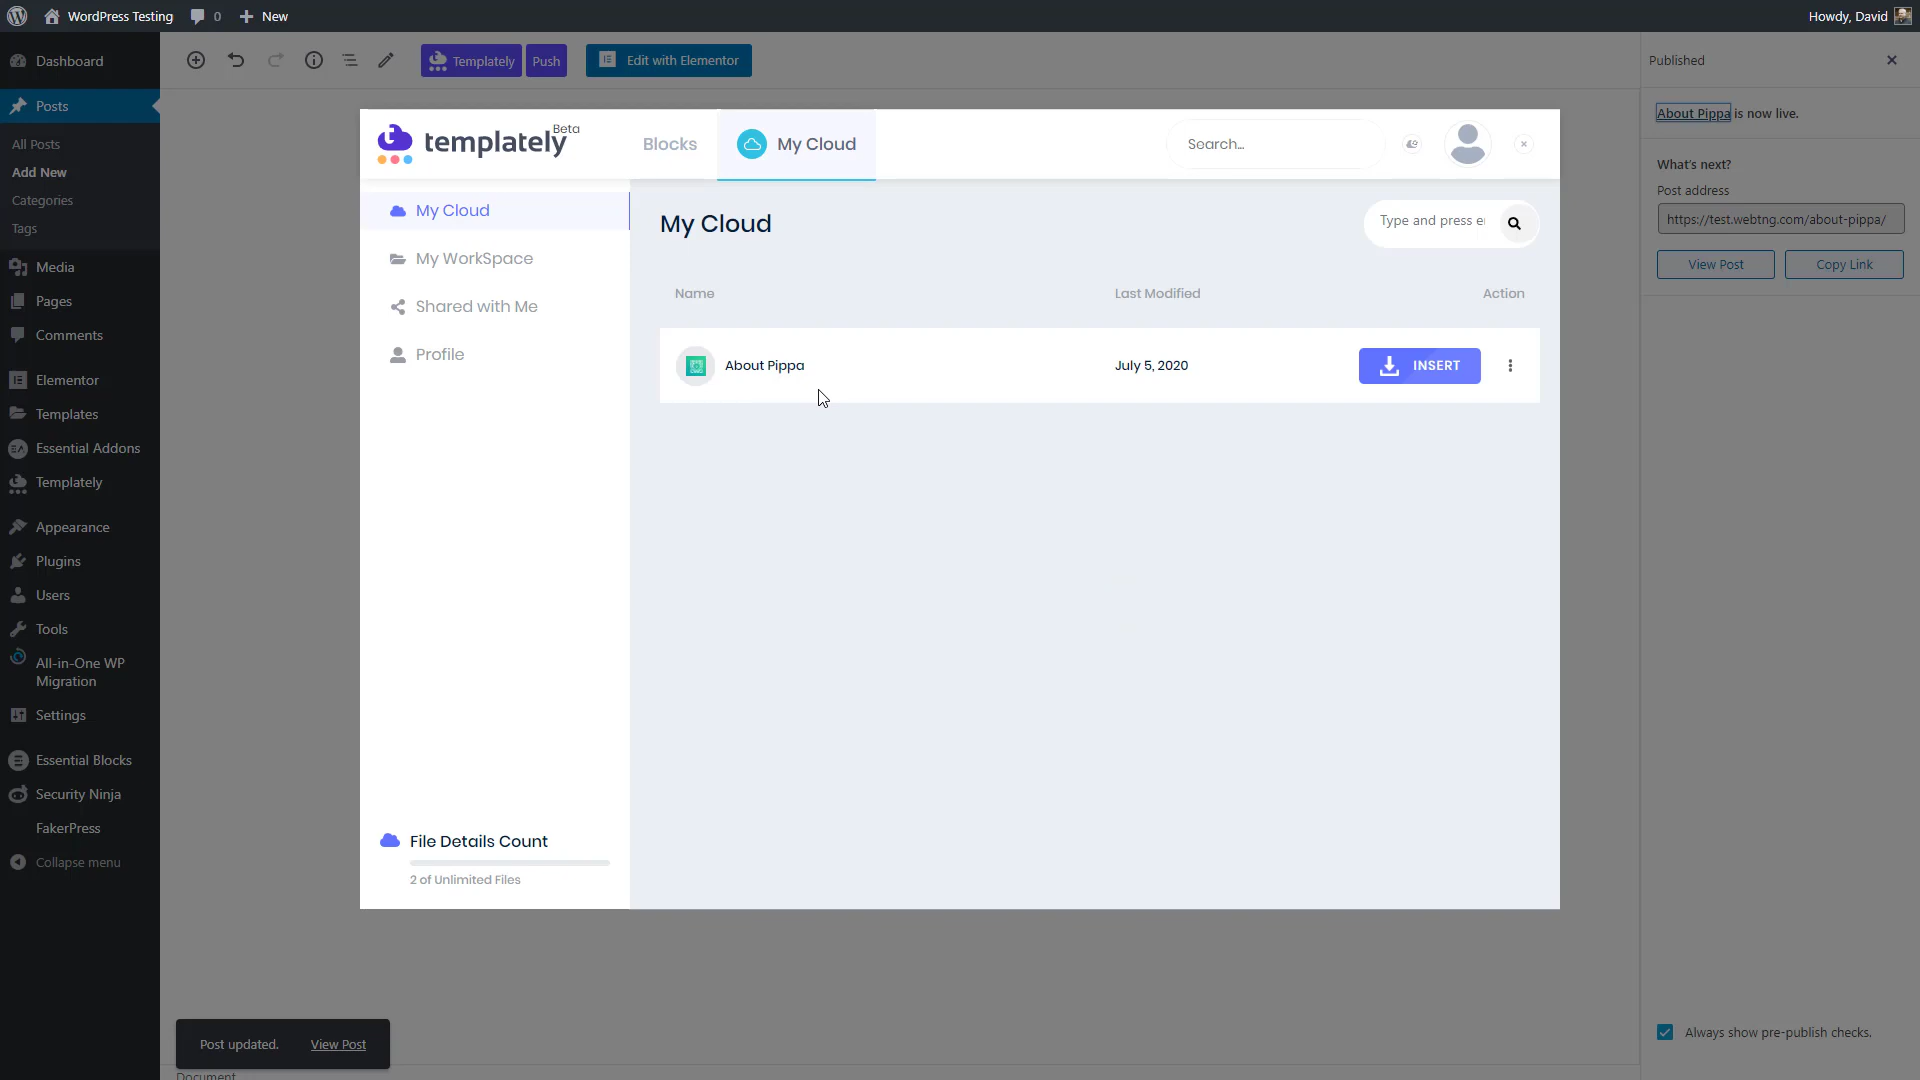 WordPress Testing
0
New
Howdy, David
Dashboard
Posts
All Posts
Add New
Categories
Tags
Media
Pages
Comments
Elementor
Templates
Essential Addons
Templately
Appearance
Plugins
Users
Tools
All-in-One WP
Migration
Settings
Essential Blocks
Security Ninja
FakerPress
Collapse menu
Templately
Push
Edit with Elementor
templately
Beta
Blocks
My Cloud
Search...
My Cloud
My WorkSpace
Shared with Me
Profile
File Details Count
2 of Unlimited Files
My Cloud
Type and press e
Name
Last Modified
Action
About Pippa
July 5, 2020
INSERT
Published
About Pippa is now live.
What's next?
Post address
https://test.webtng.com/about-pippa/
View Post
Copy Link
Always show pre-publish checks.
Post updated.
View Post
Document